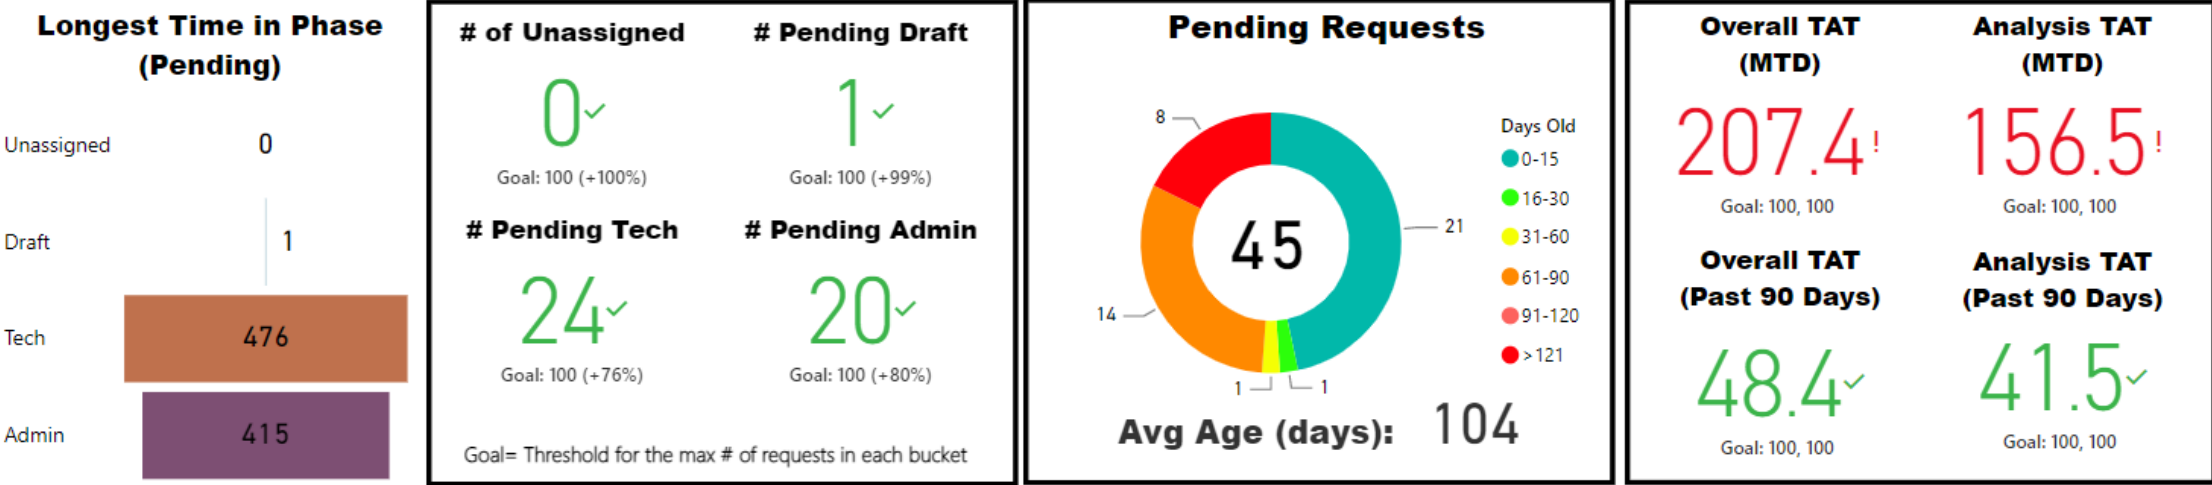 Longest Time in Phase
(Pending)
Unassigned
0
Draft
1
Tech
476
Admin
415
# of Unassigned
0
Goal: 100 (+100%)
# Pending Draft
1
Goal: 100 (+99%)
# Pending Tech
24
Goal: 100 (+76%)
# Pending Admin
20
Goal: 100 (+80%)
Goal= Threshold for the max # of requests in each bucket
Pending Requests
8
21
14
1
1
45
Days Old
0-15
16-30
31-60
61-90
91-120
>121
Avg Age (days): 104
Overall TAT
(MTD)
207.4!
Goal: 100, 100
Analysis TAT
(MTD)
156.5!
Goal: 100, 100
Overall TAT
(Past 90 Days)
48.4
Goal: 100, 100
Analysis TAT
(Past 90 Days)
41.5
Goal: 100, 100